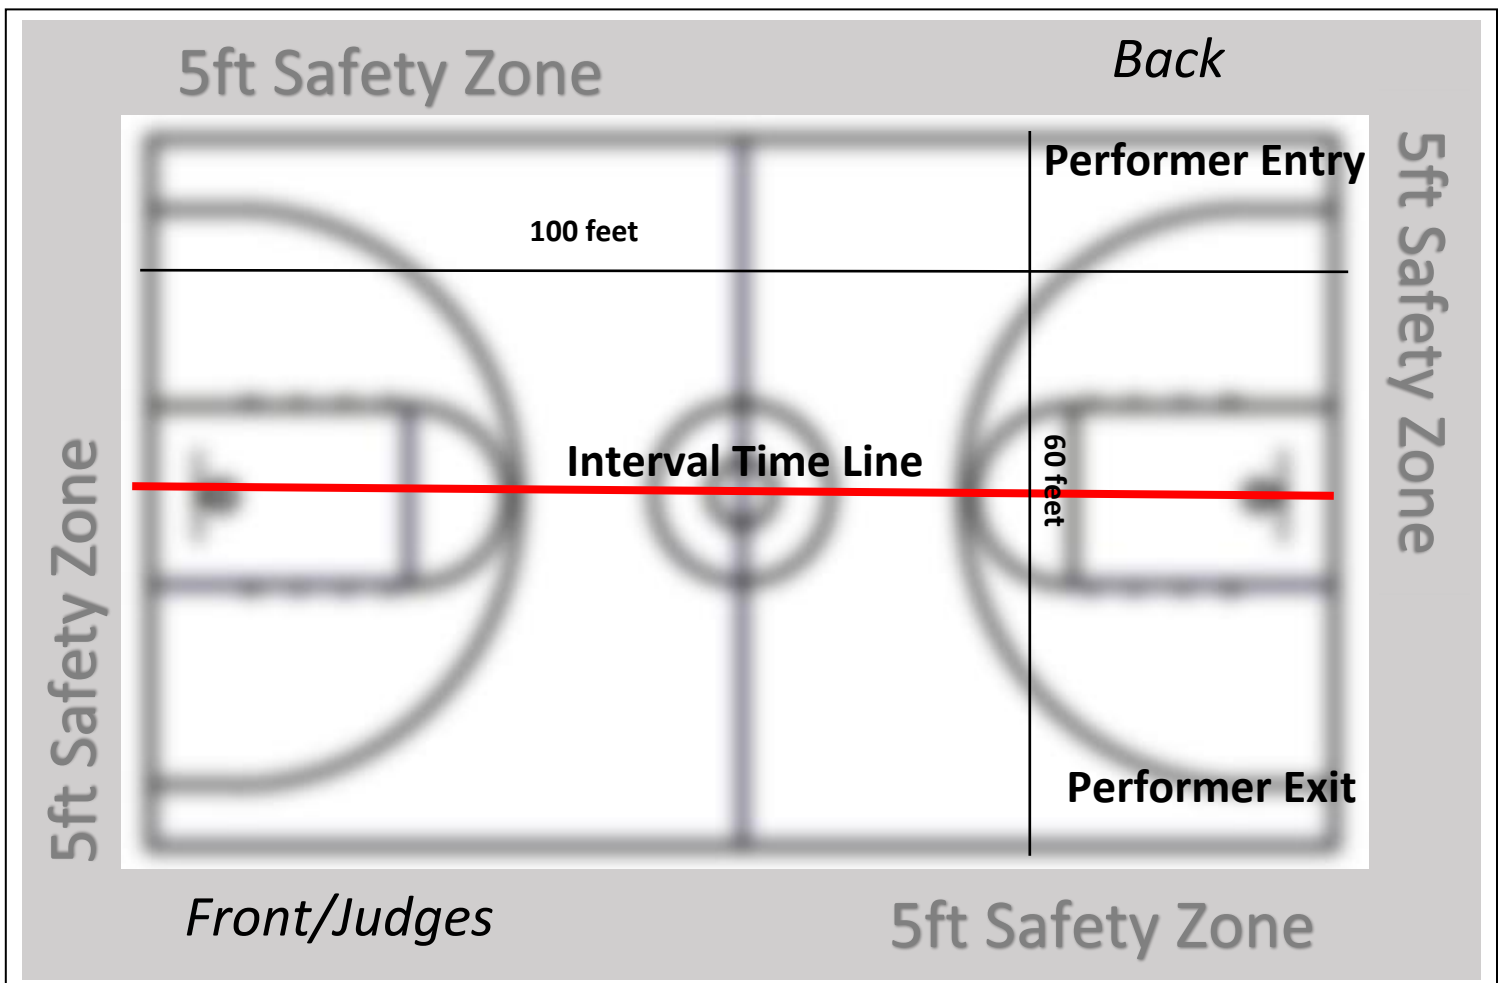 5ft Safety Zone
Back
Performer Entry
100 feet
5ft Safety Zone
Interval Time Line
60 feet
5ft Safety Zone
Performer Exit
Front/Judges
5ft Safety Zone